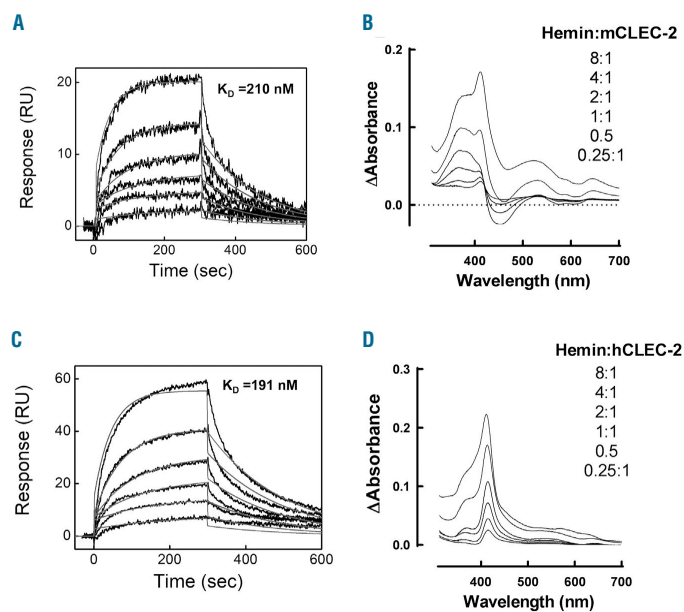 A
Response (RU)
20
10
0
K_D =210 nM
0 200 400 600
Time (sec)
B
Hemin:mCLEC-2
8:1
4:1
2:1
1:1
0.5
0.25:1
ΔAbsorbance
0.2
0.1
0.0
400 500 600 700
Wavelength (nm)
C
Response (RU)
60
40
20
0
K_D =191 nM
0 200 400 600
Time (sec)
D
Hemin:hCLEC-2
8:1
4:1
2:1
1:1
0.5
0.25:1
ΔAbsorbance
0.3
0.2
0.1
0.0
400 500 600 700
Wavelength (nm)